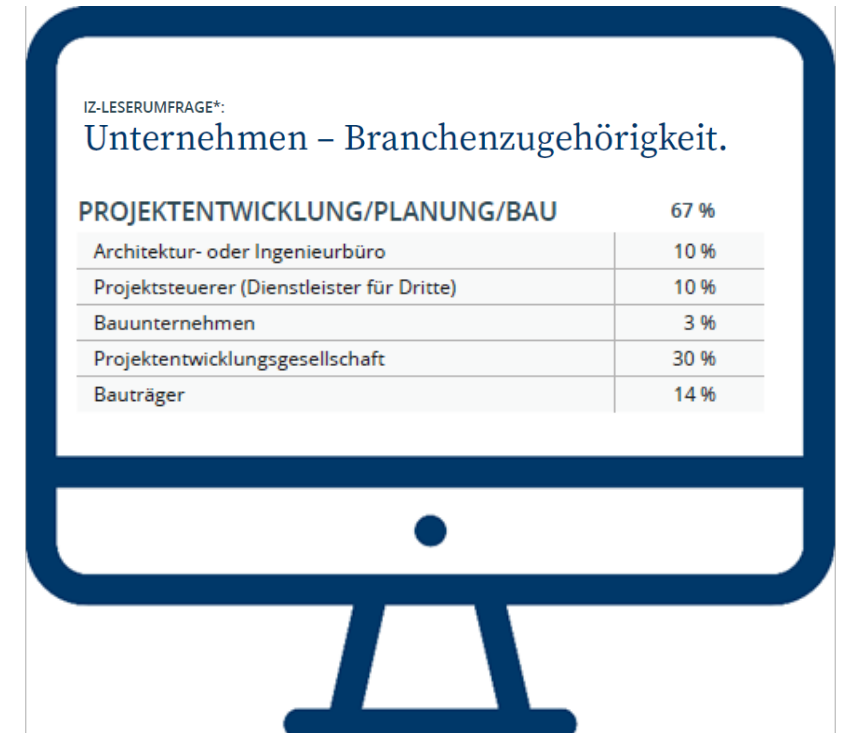 IZ-LESERUMFRAGE*:
Unternehmen – Branchenzugehörigkeit.
PROJEKTENTWICKLUNG/PLANUNG/BAU 67 %
Architektur- oder Ingenieurbüro 10 %
Projektsteuerer (Dienstleister für Dritte) 10 %
Bauunternehmen 3 %
Projektentwicklungsgesellschaft 30 %
Bauträger 14 %